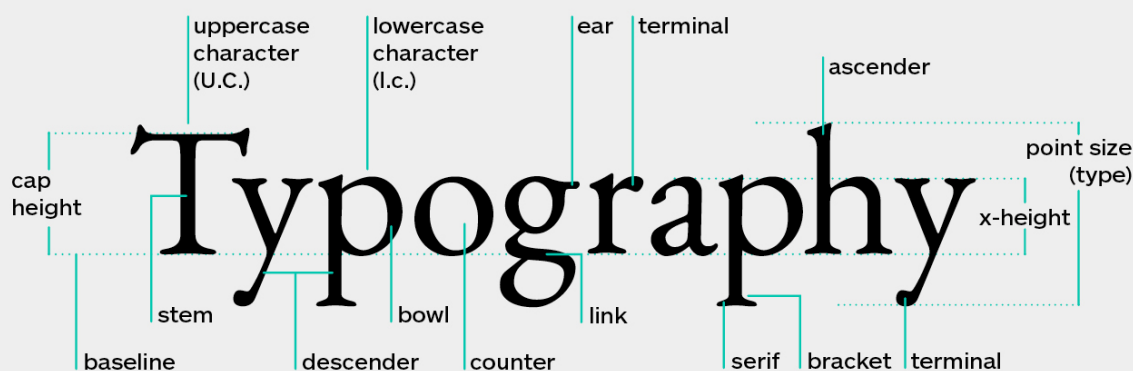 uppercase
character
(U.C.)
lowercase
character
(l.c.)
ear
terminal
ascender
cap
height
Typography
point size
(type)
x-height
stem
bowl
link
baseline
descender
counter
serif
bracket
terminal